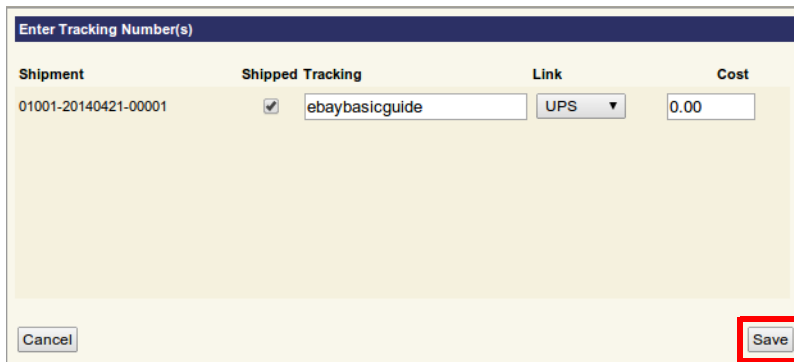 Enter Tracking Number(s)
Shipment Shipped Tracking Link Cost
01001-20140421-00001 ebaybasicguide UPS 0.00
Cancel Save